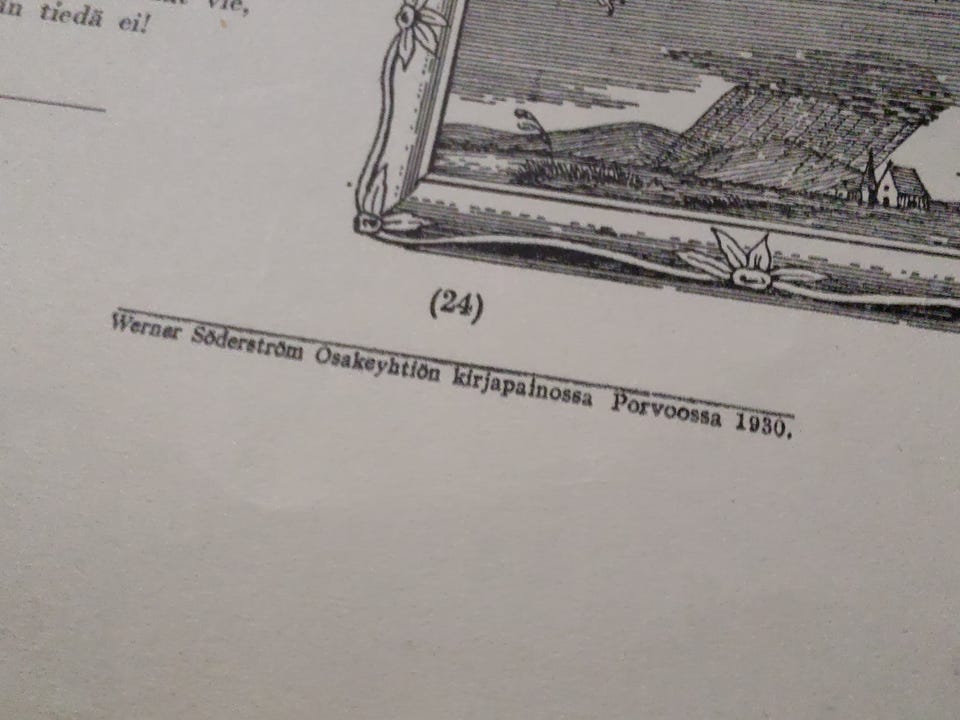 vie,
tiedä ei!
(24)
Werner Söderström Osakeyhtiön kirjapainossa Porvoossa 1930.